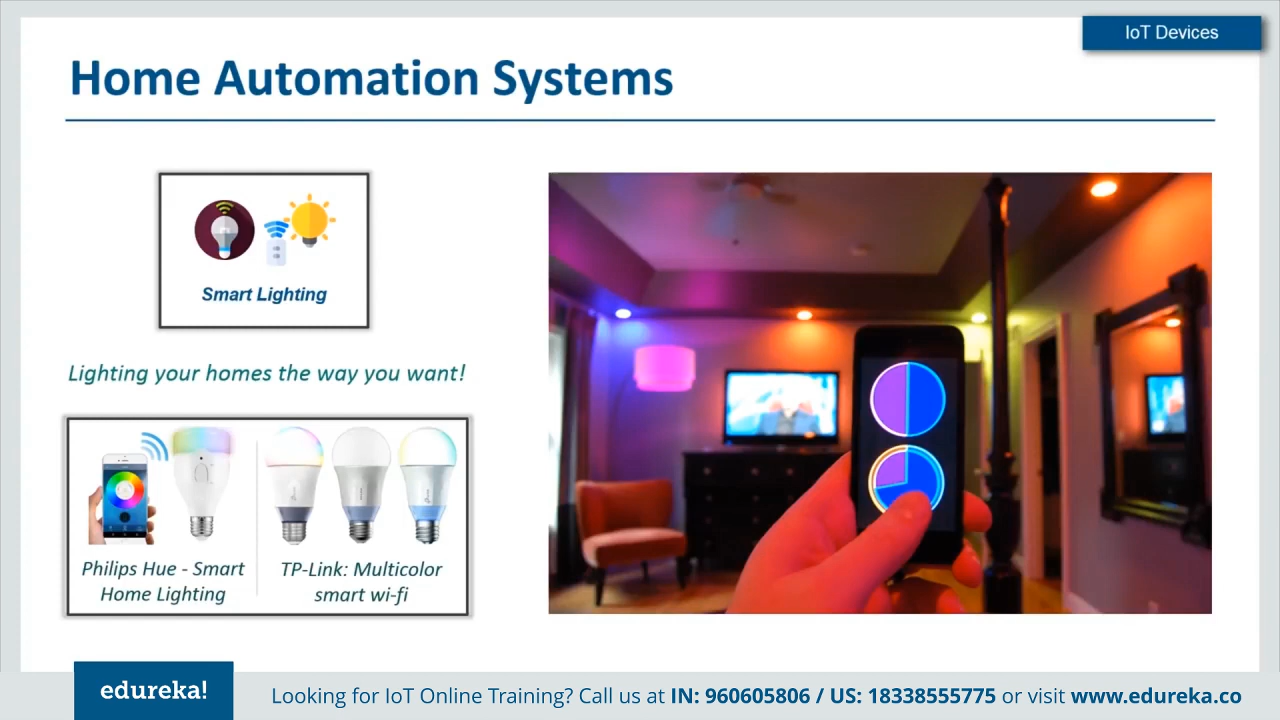 IoT Devices
Home Automation Systems
Smart Lighting
Lighting your homes the way you want!
Philips Hue - Smart
Home Lighting
TP-Link: Multicolor
smart wi-fi
edureka!
Looking for IoT Online Training? Call us at IN: 960605806 / US: 18338555775 or visit www.edureka.co